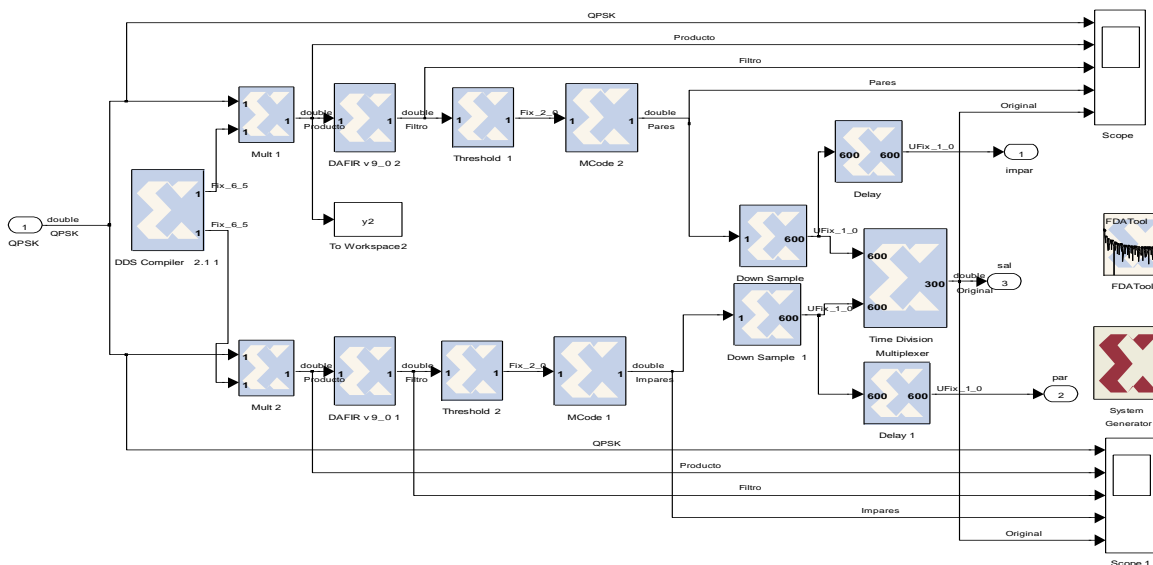 QPSK
Producto
Filtro
Pares
Original
Scope
1
1
1
Mult 1
double
Producto
1
1
DAFIR v 9_0 2
double
Filtro
1
1
Threshold 1
Fix_2_0
1
1
MCode 2
double
Pares
600
600
Delay
UFix_1_0
1
impar
1
1
DDS Compiler 2.1 1
Fix_6_5
Fix_6_5
1
QPSK
double
QPSK
y2
To Workspace2
1
600
Down Sample
UFix_1_0
600
600
300
Time Division
Multiplexer
double
Original
sal
3
FDATool
FDATool
1
600
Down Sample 1
UFix_1_0
1
1
1
Mult 2
double
Producto
1
1
DAFIR v 9_0 1
double
Filtro
1
1
Threshold 2
Fix_2_0
1
1
MCode 1
double
Impares
600
600
Delay 1
UFix_1_0
par
2
System
Generator
QPSK
Producto
Filtro
Impares
Original
Scope 1